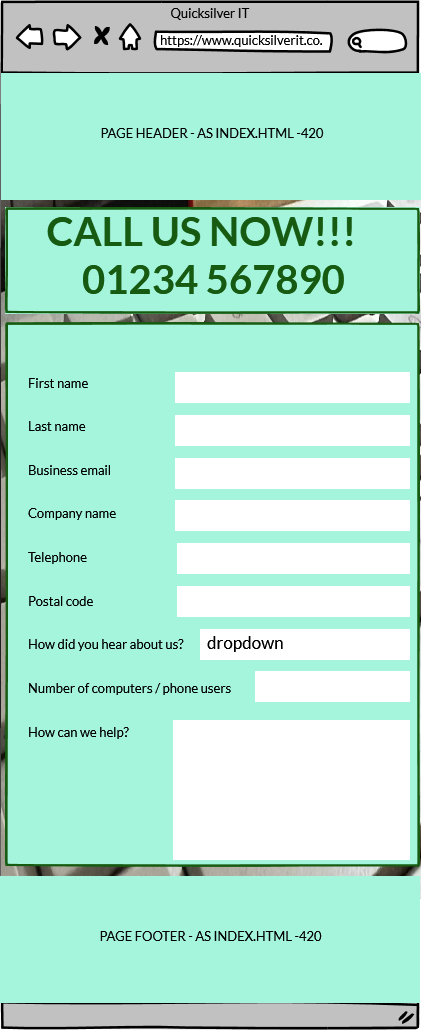 Quicksilver IT
https://www.quicksilverit.co.
PAGE HEADER - AS INDEX.HTML -420
CALL US NOW!!!
01234 567890
First name
Last name
Business email
Company name
Telephone
Postal code
How did you hear about us? dropdown
Number of computers / phone users
How can we help?
PAGE FOOTER - AS INDEX.HTML -420